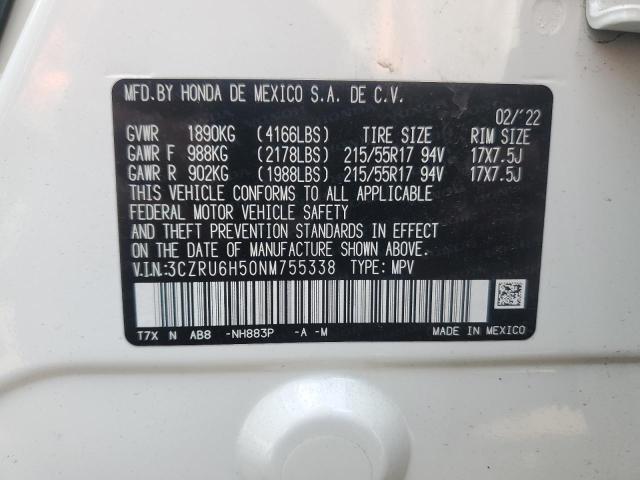 MFD.BY HONDA DE MEXICO S.A. DE C.V.
02/'22
GVWR 1890KG (4166LBS) TIRE SIZE RIM SIZE
GAWR F 988KG (2178LBS) 215/55R17 94V 17X7.5J
GAWR R 902KG (1988LBS) 215/55R17 94V 17X7.5J
THIS VEHICLE CONFORMS TO ALL APPLICABLE
FEDERAL MOTOR VEHICLE SAFETY
AND THEFT PREVENTION STANDARDS IN EFFECT
ON THE DATE OF MANUFACTURE SHOWN ABOVE.
V.I.N:3CZRU6H50NM755338 TYPE: MPV
T7X N AB8 -NH883P -A -M MADE IN MEXICO